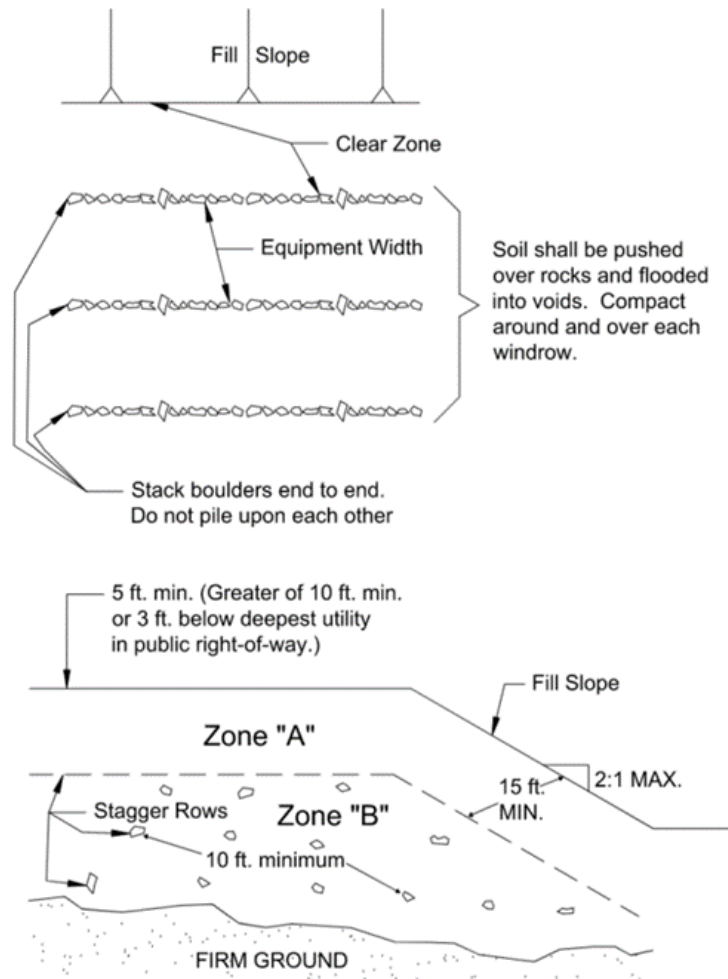 Fill Slope
Clear Zone
Equipment Width
Soil shall be pushed
over rocks and flooded
into voids. Compact
around and over each
windrow.
Stack boulders end to end.
Do not pile upon each other
5 ft. min. (Greater of 10 ft. min.
or 3 ft. below deepest utility
in public right-of-way.)
Fill Slope
Zone "A"
15 ft.
MIN.
2:1 MAX.
Stagger Rows
Zone "B"
10 ft. minimum
FIRM GROUND